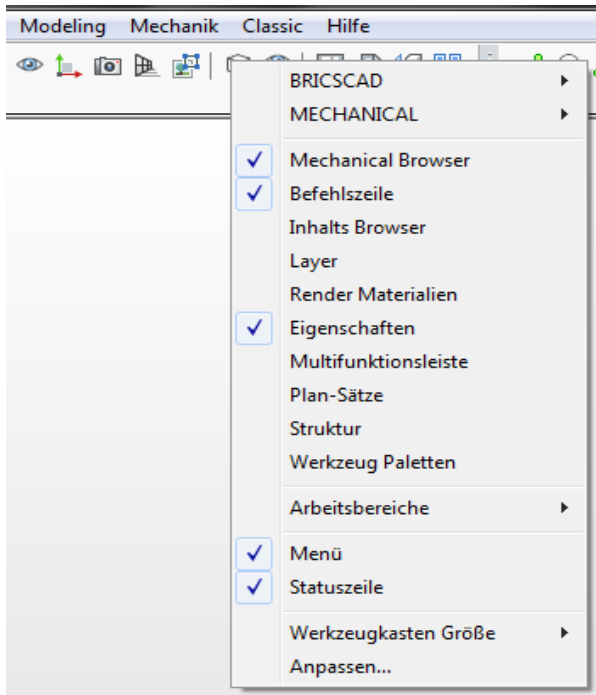 Modeling Mechanik Classic Hilfe
BRICSCAD
MECHANICAL
Mechanical Browser
Befehlszeile
Inhalts Browser
Layer
Render Materialien
Eigenschaften
Multifunktionsleiste
Plan-Sätze
Struktur
Werkzeug Paletten
Arbeitsbereiche
Menü
Statuszeile
Werkzeugkasten Größe
Anpassen...